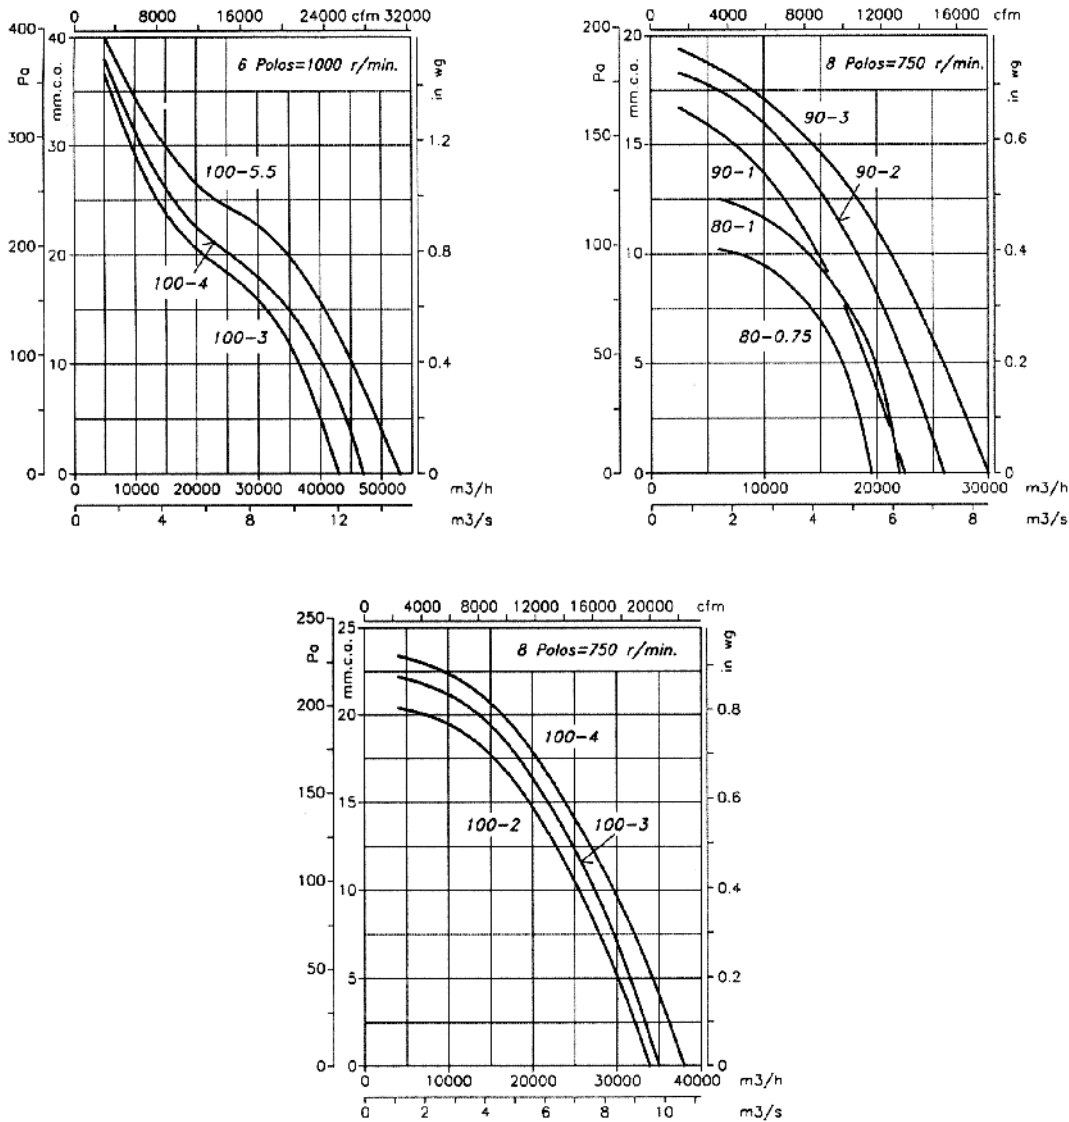 0 8000 16000 24000 cfm 32000
400 Pa 40 mm.c.a. 6 Polos=1000 r/min. in wg
300 30 1.2
100-5.5
1
200 20 0.8
100-4
100-3
100 10 0.4
0 0 0
0 10000 20000 30000 40000 50000 m3/h
0 4 8 12 m3/s
0 4000 8000 12000 16000 cfm
200 Pa 20 mm.c.a. 8 Polos=750 r/min. in wg
150 15 90-3 0.6
90-1 90-2
80-1
100 10 0.4
80-0.75
50 5 0.2
0 0 0
0 10000 20000 30000 m3/h
0 2 4 6 8 m3/s
0 4000 8000 12000 16000 20000 cfm
250 Pa 25 mm.c.a. 8 Polos=750 r/min. in wg
200 20 0.8
100-4
150 15 0.6
100-2 100-3
100 10 0.4
50 5 0.2
0 0 0
0 10000 20000 30000 40000 m3/h
0 2 4 6 8 10 m3/s